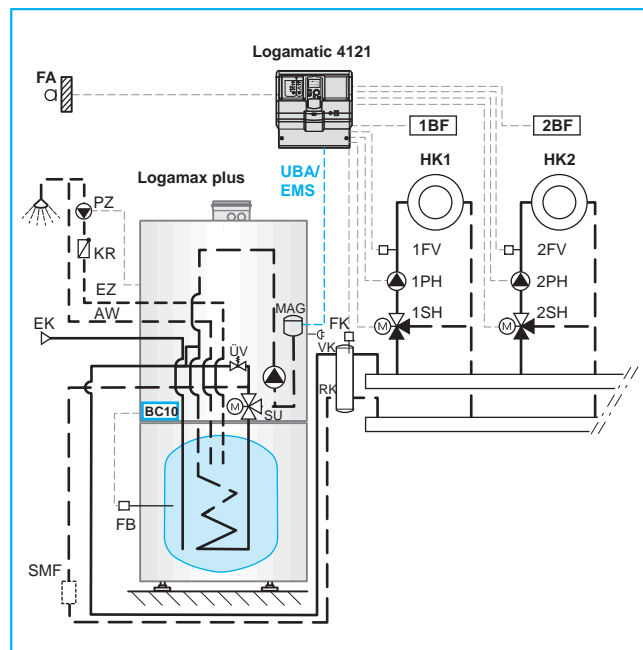 Logamatic 4121
FA
1BF
2BF
UBA/
EMS
HK1
HK2
Logamax plus
PZ
KR
EZ
AW
EK
1FV
2FV
1PH
2PH
MAG
FK
1SH
2SH
M
M
VK
ÜV
RK
BC10
M
SU
FB
SMF